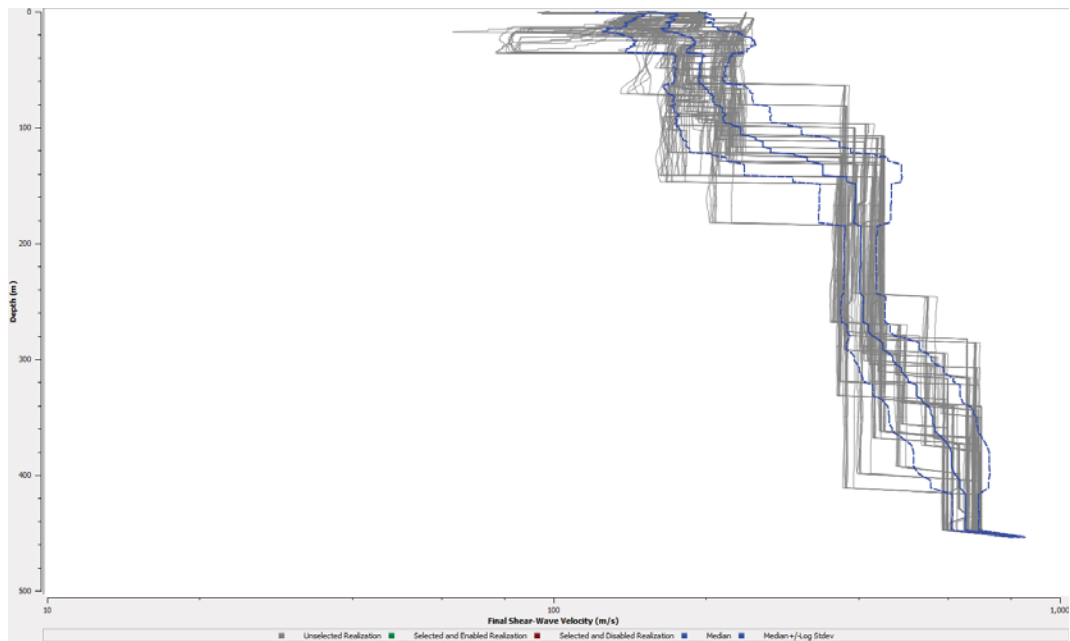 0
100
200
300
400
500
Depth (m)
10
100
1,000
Final Shear-Wave Velocity (m/s)
Unselected Realization
Selected and Enabled Realization
Selected and Disabled Realization
Median
Median+/-Log Stdev